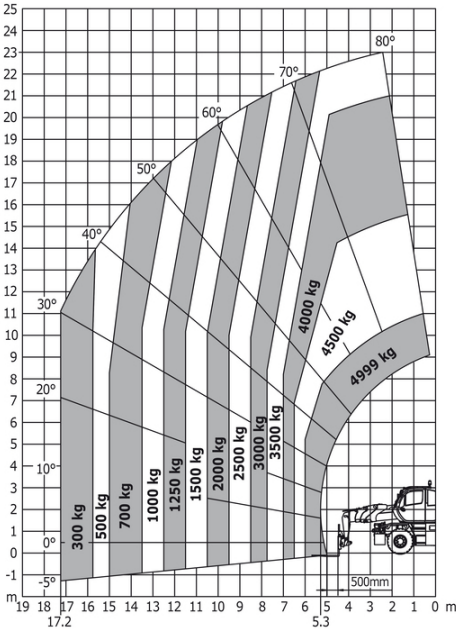 25
24
23
22
21
20
19
18
17
16
15
14
13
12
11
10
9
8
7
6
5
4
3
2
1
0
-1
m
80°
70°
60°
50°
40°
30°
20°
10°
0°
-5°
300 kg
500 kg
700 kg
1000 kg
1250 kg
1500 kg
2000 kg
2500 kg
3000 kg
3500 kg
4000 kg
4500 kg
4999 kg
500mm
19 18 17 16 15 14 13 12 11 10 9 8 7 6 5 4 3 2 1 0 m
17.2 5.3